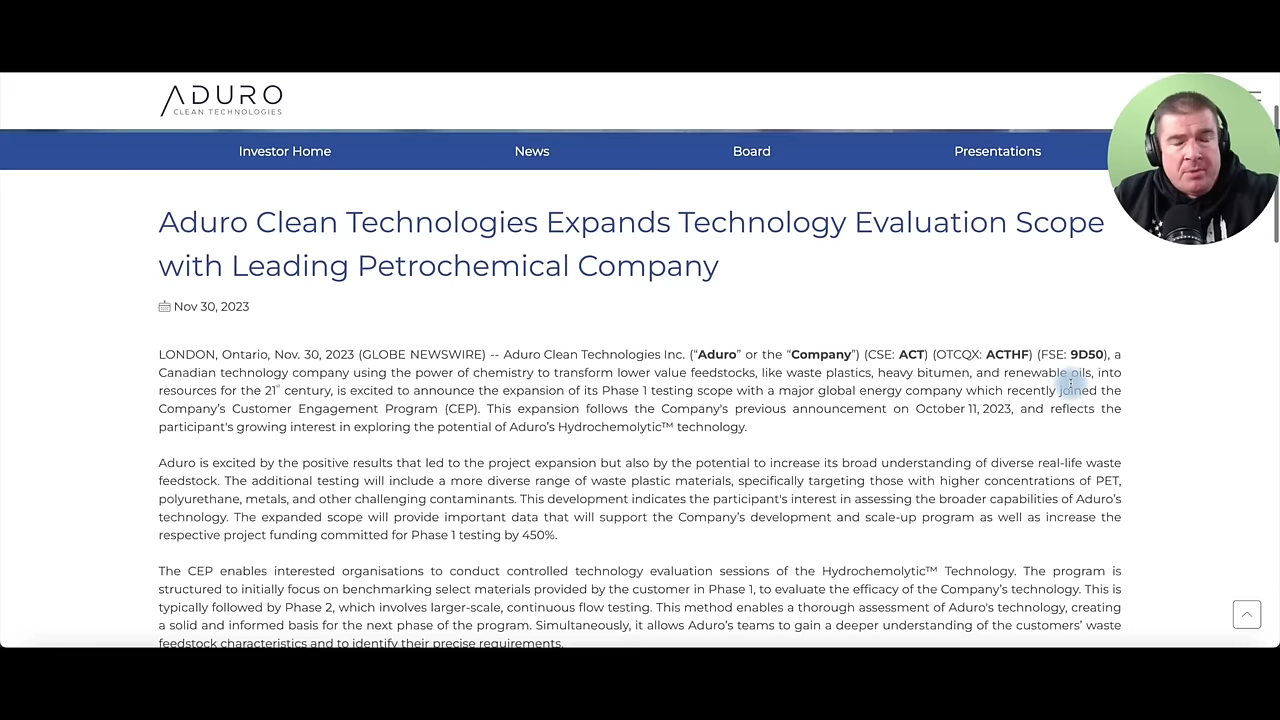 ADURO
CLEAN TECHNOLOGIES
Investor Home News Board Presentations
Aduro Clean Technologies Expands Technology Evaluation Scope
with Leading Petrochemical Company
Nov 30, 2023
LONDON, Ontario, Nov. 30, 2023 (GLOBE NEWSWIRE) -- Aduro Clean Technologies Inc. (“Aduro” or the “Company”) (CSE: ACT) (OTCQX: ACTHF) (FSE: 9D50), a
Canadian technology company using the power of chemistry to transform lower value feedstocks, like waste plastics, heavy bitumen, and renewable oils, into
resources for the 21st century, is excited to announce the expansion of its Phase 1 testing scope with a major global energy company which recently joined the
Company’s Customer Engagement Program (CEP). This expansion follows the Company's previous announcement on October 11, 2023, and reflects the
participant's growing interest in exploring the potential of Aduro’s Hydrochemolytic™ technology.
Aduro is excited by the positive results that led to the project expansion but also by the potential to increase its broad understanding of diverse real-life waste
feedstock. The additional testing will include a more diverse range of waste plastic materials, specifically targeting those with higher concentrations of PET,
polyurethane, metals, and other challenging contaminants. This development indicates the participant's interest in assessing the broader capabilities of Aduro’s
technology. The expanded scope will provide important data that will support the Company’s development and scale-up program as well as increase the
respective project funding committed for Phase 1 testing by 450%.
The CEP enables interested organisations to conduct controlled technology evaluation sessions of the Hydrochemolytic™ Technology. The program is
structured to initially focus on benchmarking select materials provided by the customer in Phase 1, to evaluate the efficacy of the Company’s technology. This is
typically followed by Phase 2, which involves larger-scale, continuous flow testing. This method enables a thorough assessment of Aduro's technology, creating
a solid and informed basis for the next phase of the program. Simultaneously, it allows Aduro’s teams to gain a deeper understanding of the customers’ waste
feedstock characteristics and to identify their precise requirements.